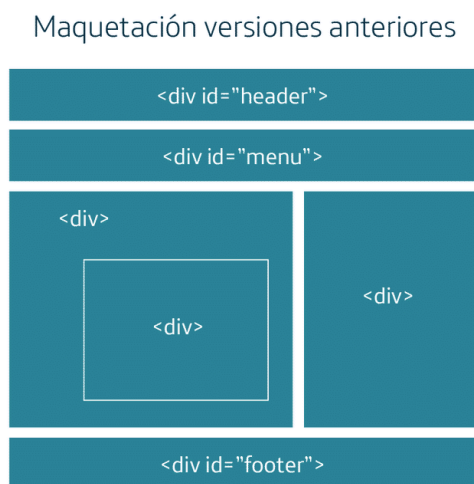 Maquetación versiones anteriores
<div id=”header”>
<div id=”menu”>
<div>
<div>
<div>
<div id=”footer”>